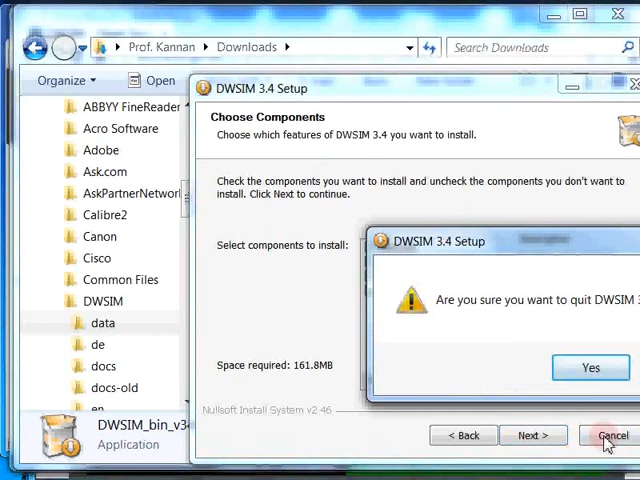 Prof. Kannan
Downloads
Search Downloads
Organize
Open
ABBYY FineReader
Acro Software
Adobe
Ask.com
AskPartnerNetwor
Calibre2
Canon
Cisco
Common Files
DWSIM
data
de
docs
docs-old
en
DWSIM_bin_v34
Application
DWSIM 3.4 Setup
Choose Components
Choose which features of DWSIM 3.4 you want to install.
Check the components you want to install and uncheck the components you don't want to
install. Click Next to continue.
Select components to install:
Space required: 161.8MB
Nullsoft Install System v2.46
< Back
Next >
Cancel
DWSIM 3.4 Setup
Are you sure you want to quit DWSIM 3
Yes